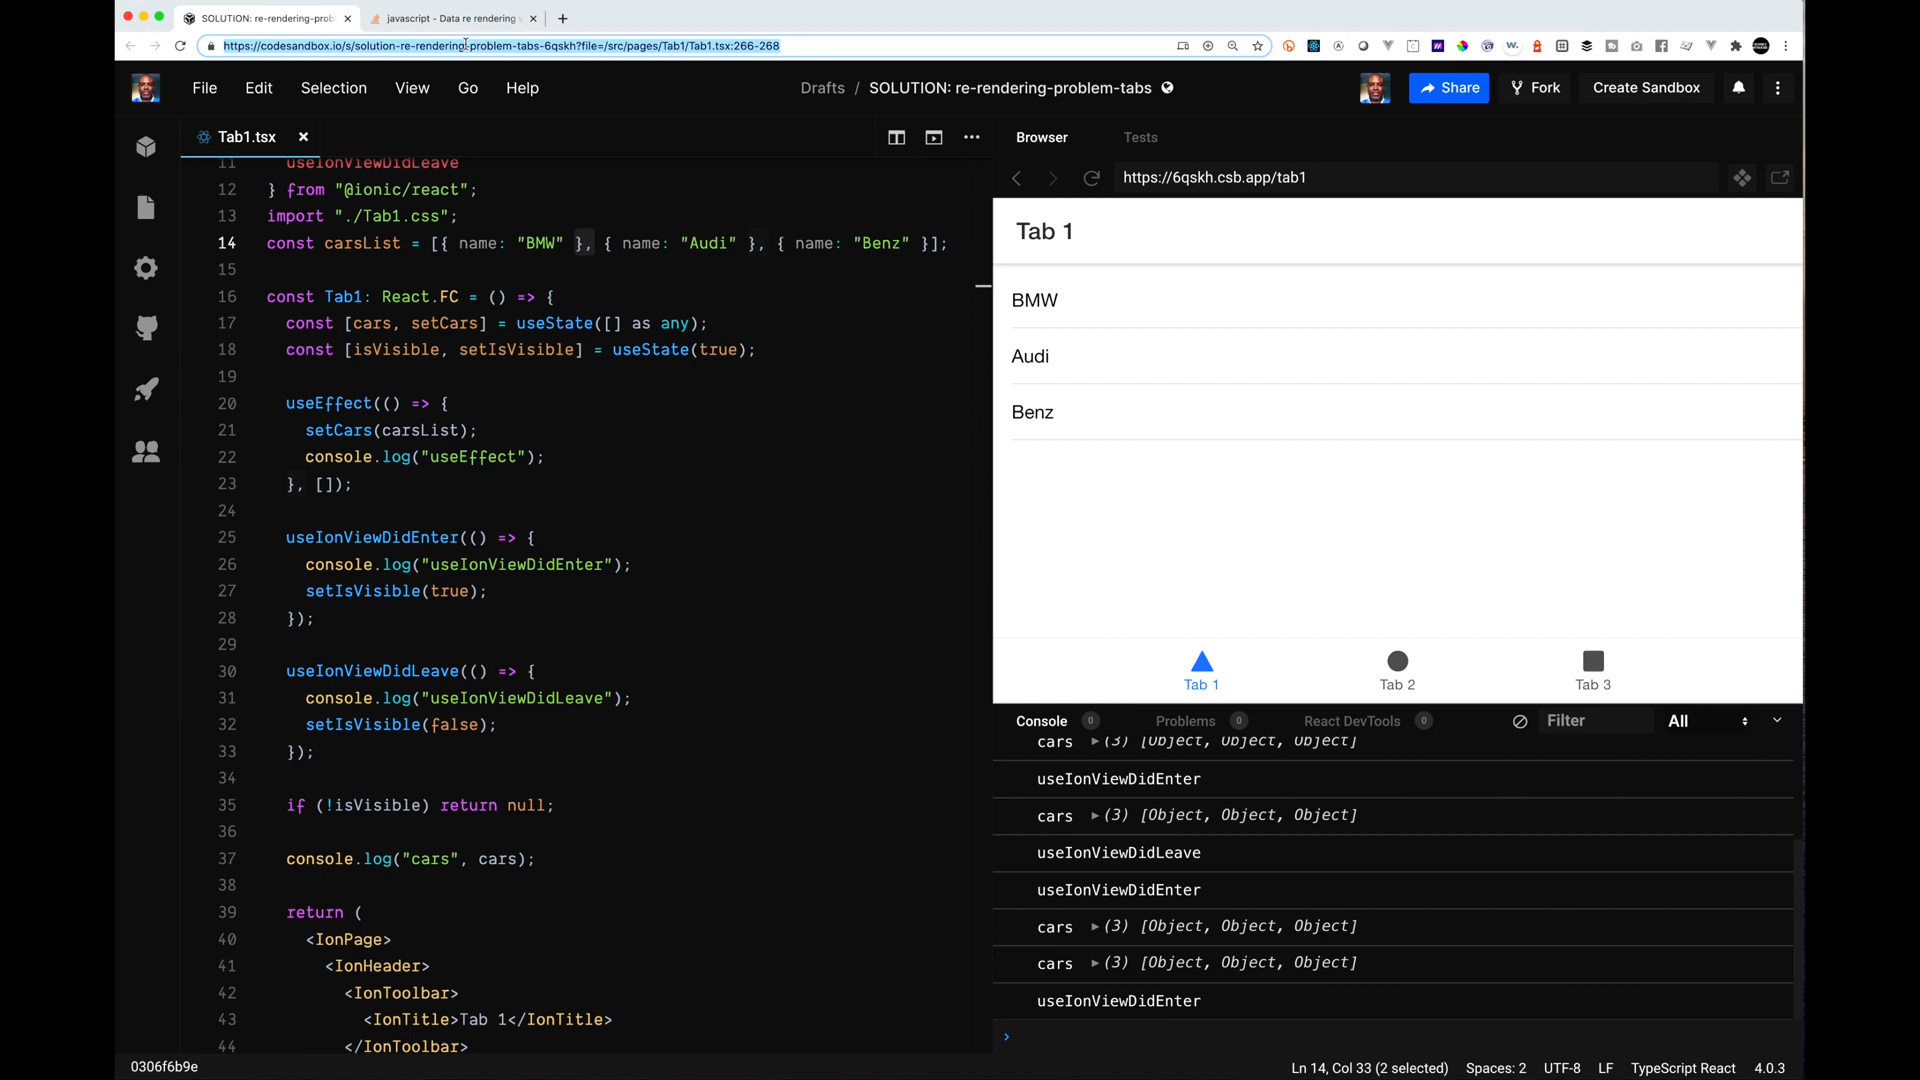 SOLUTION: re-rendering-prob
javascript - Data re rendering
https://codesandbox.io/s/solution-re-rendering-problem-tabs-6qskh?file=/src/pages/Tab1/Tab1.tsx:266-268
File Edit Selection View Go Help
Drafts / SOLUTION: re-rendering-problem-tabs
Share Fork Create Sandbox
Tab1.tsx
Browser Tests
https://6qskh.csb.app/tab1
11 useIonViewDidLeave
12 } from "@ionic/react";
13 import "./Tab1.css";
14 const carsList = [{ name: "BMW" }, { name: "Audi" }, { name: "Benz" }];
15
16 const Tab1: React.FC = () => {
17 const [cars, setCars] = useState([] as any);
18 const [isVisible, setIsVisible] = useState(true);
19
20 useEffect(() => {
21 setCars(carsList);
22 console.log("useEffect");
23 }, []);
24
25 useIonViewDidEnter(() => {
26 console.log("useIonViewDidEnter");
27 setIsVisible(true);
28 });
29
30 useIonViewDidLeave(() => {
31 console.log("useIonViewDidLeave");
32 setIsVisible(false);
33 });
34
35 if (!isVisible) return null;
36
37 console.log("cars", cars);
38
39 return (
40 <IonPage>
41 <IonHeader>
42 <IonToolbar>
43 <IonTitle>Tab 1</IonTitle>
44 </IonToolbar>
Tab 1
BMW
Audi
Benz
Tab 1 Tab 2 Tab 3
Console 0 Problems 0 React DevTools 0 Filter All
cars (3) [Object, Object, Object]
useIonViewDidEnter
cars (3) [Object, Object, Object]
useIonViewDidLeave
useIonViewDidEnter
cars (3) [Object, Object, Object]
cars (3) [Object, Object, Object]
useIonViewDidEnter
0306f6b9e
Ln 14, Col 33 (2 selected) Spaces: 2 UTF-8 LF TypeScript React 4.0.3